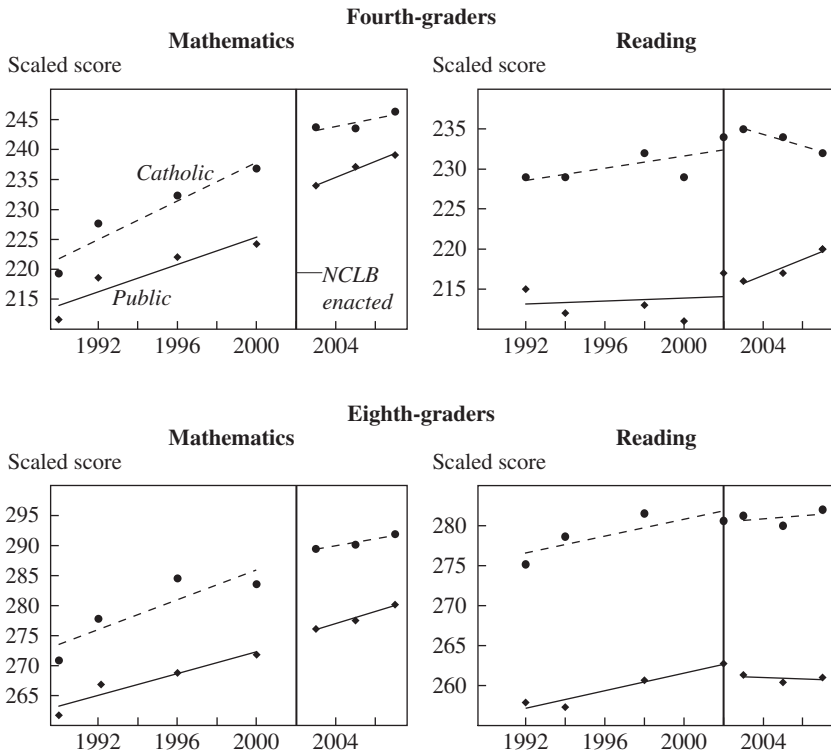 Fourth-graders
Mathematics
Reading
Scaled score
Scaled score
245
240
235
230
225
220
215
Catholic
Public
NCLB
enacted
1992
1996
2000
2004
235
230
225
220
215
1992
1996
2000
2004
Eighth-graders
Mathematics
Reading
Scaled score
Scaled score
295
290
285
280
275
270
265
1992
1996
2000
2004
280
275
270
265
260
1992
1996
2000
2004